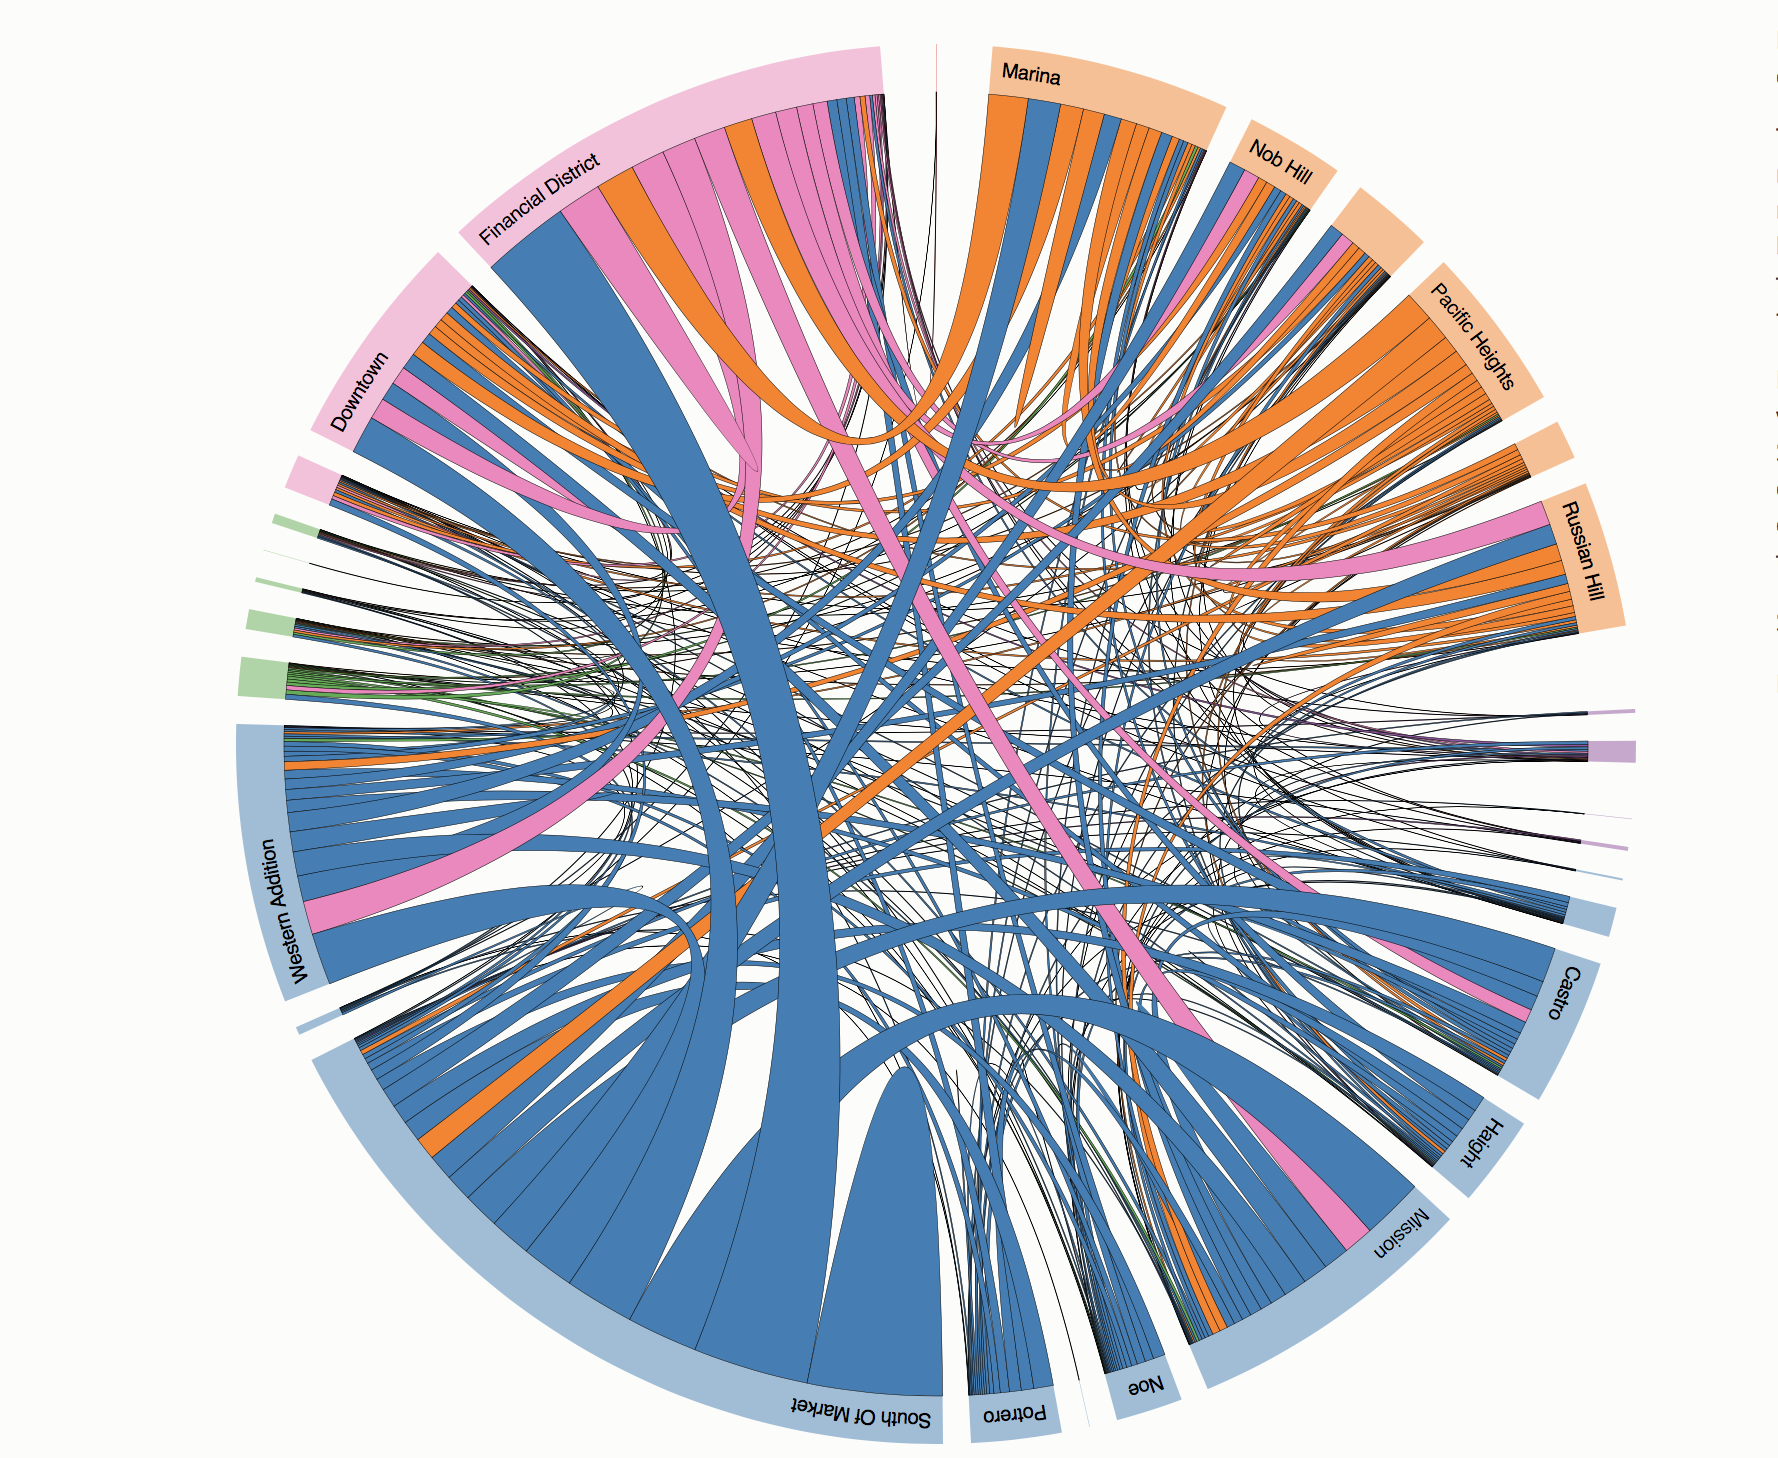 Marina
Nob Hill
Pacific Heights
Russian Hill
Castro
Haight
Mission
Noe
Potrero
South Of Market
Western Addition
Downtown
Financial District